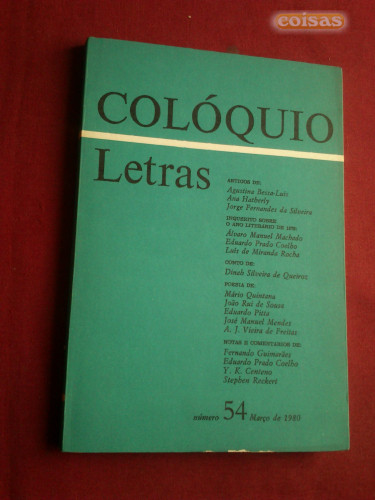 coisas
COLÓQUIO
Letras
ARTIGOS DE:
Agustina Bessa-Luís
Ana Hatherly
Jorge Fernandes da Silveira
INQUÉRITO SOBRE
O ANO LITERÁRIO DE 1979:
Álvaro Manuel Machado
Eduardo Prado Coelho
Luís de Miranda Rocha
CONTO DE:
Dinah Silveira de Queiroz
POESIA DE:
Mário Quintana
João Rui de Sousa
Eduardo Pitta
José Manuel Mendes
A. J. Vieira de Freitas
NOTAS E COMENTÁRIOS DE:
Fernando Guimarães
Eduardo Prado Coelho
Y. K. Centeno
Stephen Reckert
número 54 Março de 1980